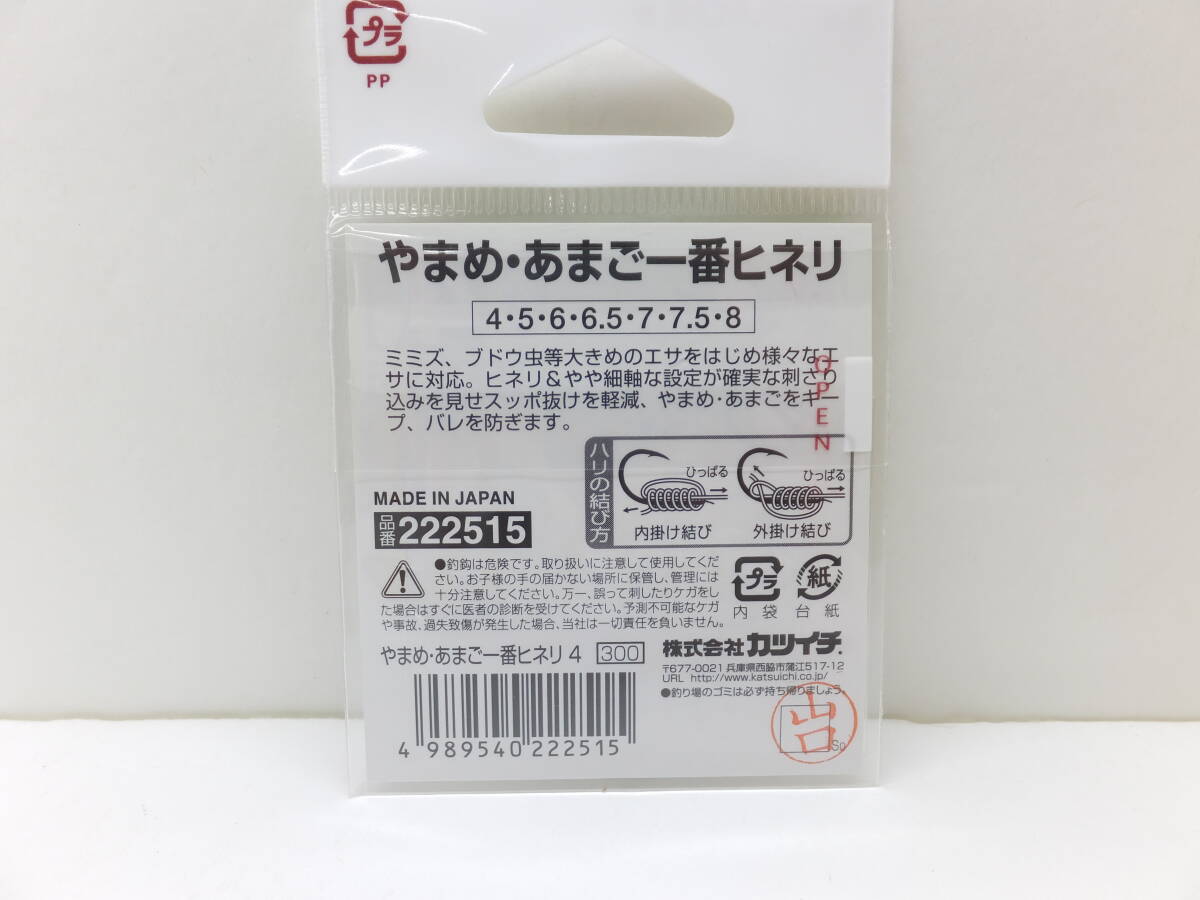 プラ
PP
やまめ・あまご一番ヒネリ
4・5・6・6.5・7・7.5・8
ミミズ、ブドウ虫等大きめのエサをはじめ様々なエ
サに対応。ヒネリ＆やや細軸な設定が確実な刺さり
込みを見せスッポ抜けを軽減、やまめ・あまごをキー
プ、バレを防ぎます。
OPEN
ハリの結び方
ひっぱる
内掛け結び
ひっぱる
外掛け結び
MADE IN JAPAN
品番 222515
●釣鈎は危険です。取り扱いに注意して使用してくだ
さい。お子様の手の届かない場所に保管し、管理には
十分注意してください。万一、誤って刺したりケガをし
た場合はすぐに医者の診断を受けてください。予測不可能なケガ
や事故、過失致傷が発生した場合、当社は一切責任を負いません。
プラ
内袋
紙
台紙
やまめ・あまご一番ヒネリ 4 300
株式会社 カツイチ.
〒677-0021 兵庫県西脇市蒲江517-12
URL http://www.katsuichi.co.jp/
●釣り場のゴミは必ず持ち帰りましょう。
4 989540 222515
山口
Sg